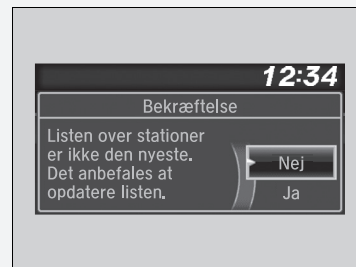 12:34
Bekræftelse
Listen over stationer
er ikke den nyeste.
Det anbefales at
opdatere listen.
Nej
Ja